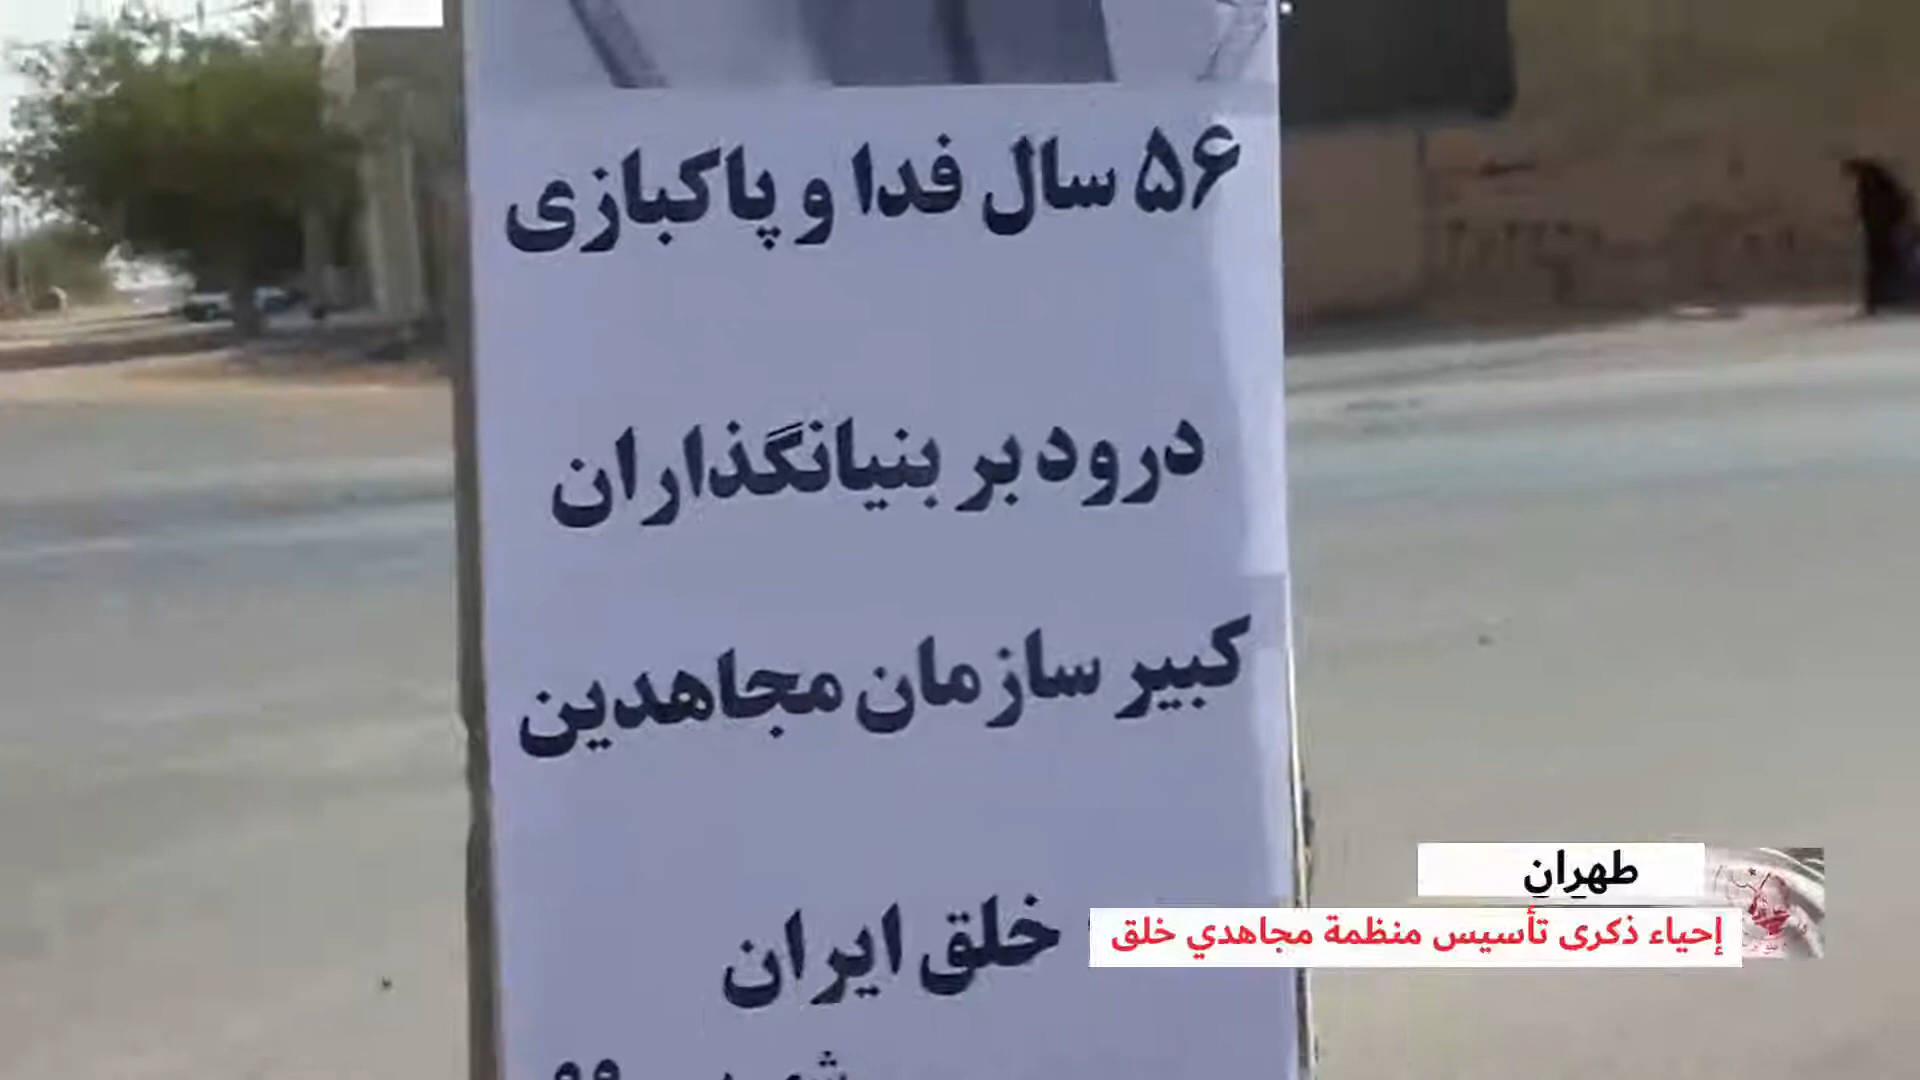 ۵۶ سال فدا و پاکبازی
درود بر بنیانگذاران
کبیر سازمان مجاهدین
خلق ایران
طهران
إحياء ذكرى تأسيس منظمة مجاهدي خلق